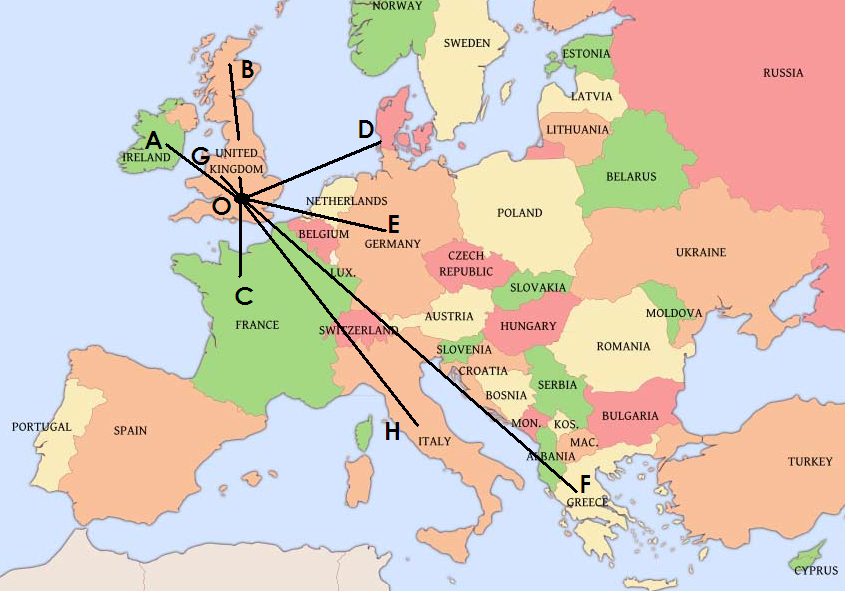 NORWAY
SWEDEN
ESTONIA
RUSSIA
B
LATVIA
D
LITHUANIA
A
IRELAND
G
UNITED
KINGDOM
BELARUS
O
NETHERLANDS
POLAND
E
BELGIUM
GERMANY
CZECH
REPUBLIC
UKRAINE
LUX.
SLOVAKIA
C
AUSTRIA
MOLDOVA
FRANCE
SWITZERLAND
HUNGARY
SLOVENIA
ROMANIA
CROATIA
SERBIA
BOSNIA
PORTUGAL
SPAIN
H
ITALY
MON.
KOS.
BULGARIA
MAC.
ALBANIA
TURKEY
F
GREECE
CYPRUS